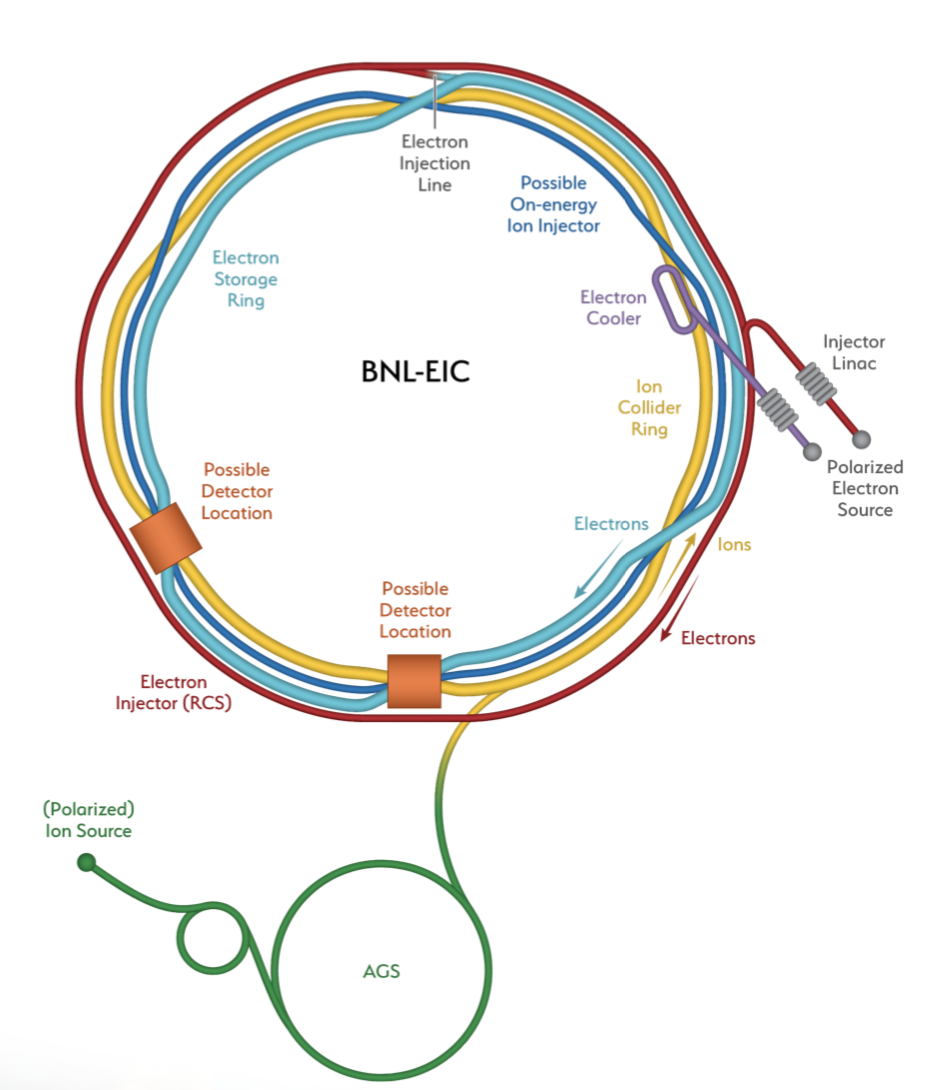 Electron
Injection
Line
Possible
On-energy
Ion Injector
Electron
Storage
Ring
Electron
Cooler
Injector
Linac
BNL-EIC
Ion
Collider
Ring
Polarized
Electron
Source
Possible
Detector
Location
Electrons
Ions
Possible
Detector
Location
Electrons
Electron
Injector (RCS)
(Polarized)
Ion Source
AGS